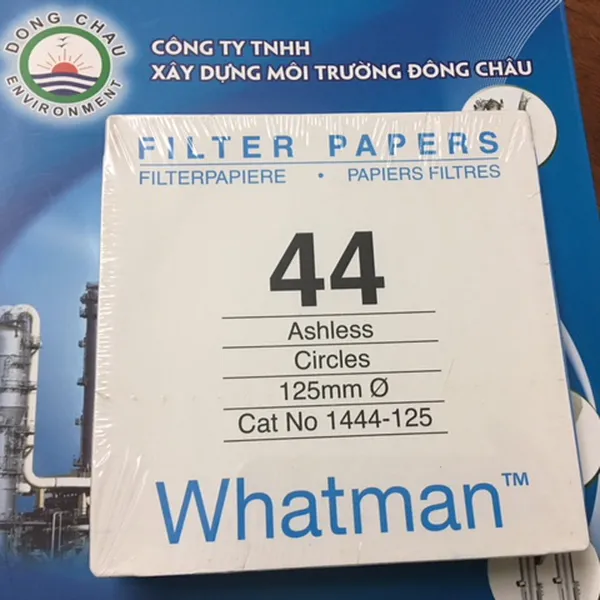 DONG CHAU
ENVIRONMENT
CÔNG TY TNHH
XÂY DỰNG MÔI TRƯỜNG ĐÔNG CHÂU
FILTER PAPERS
FILTERPAPIERE • PAPIERS FILTRES
44
Ashless
Circles
125mm Ø
Cat No 1444-125
Whatman™